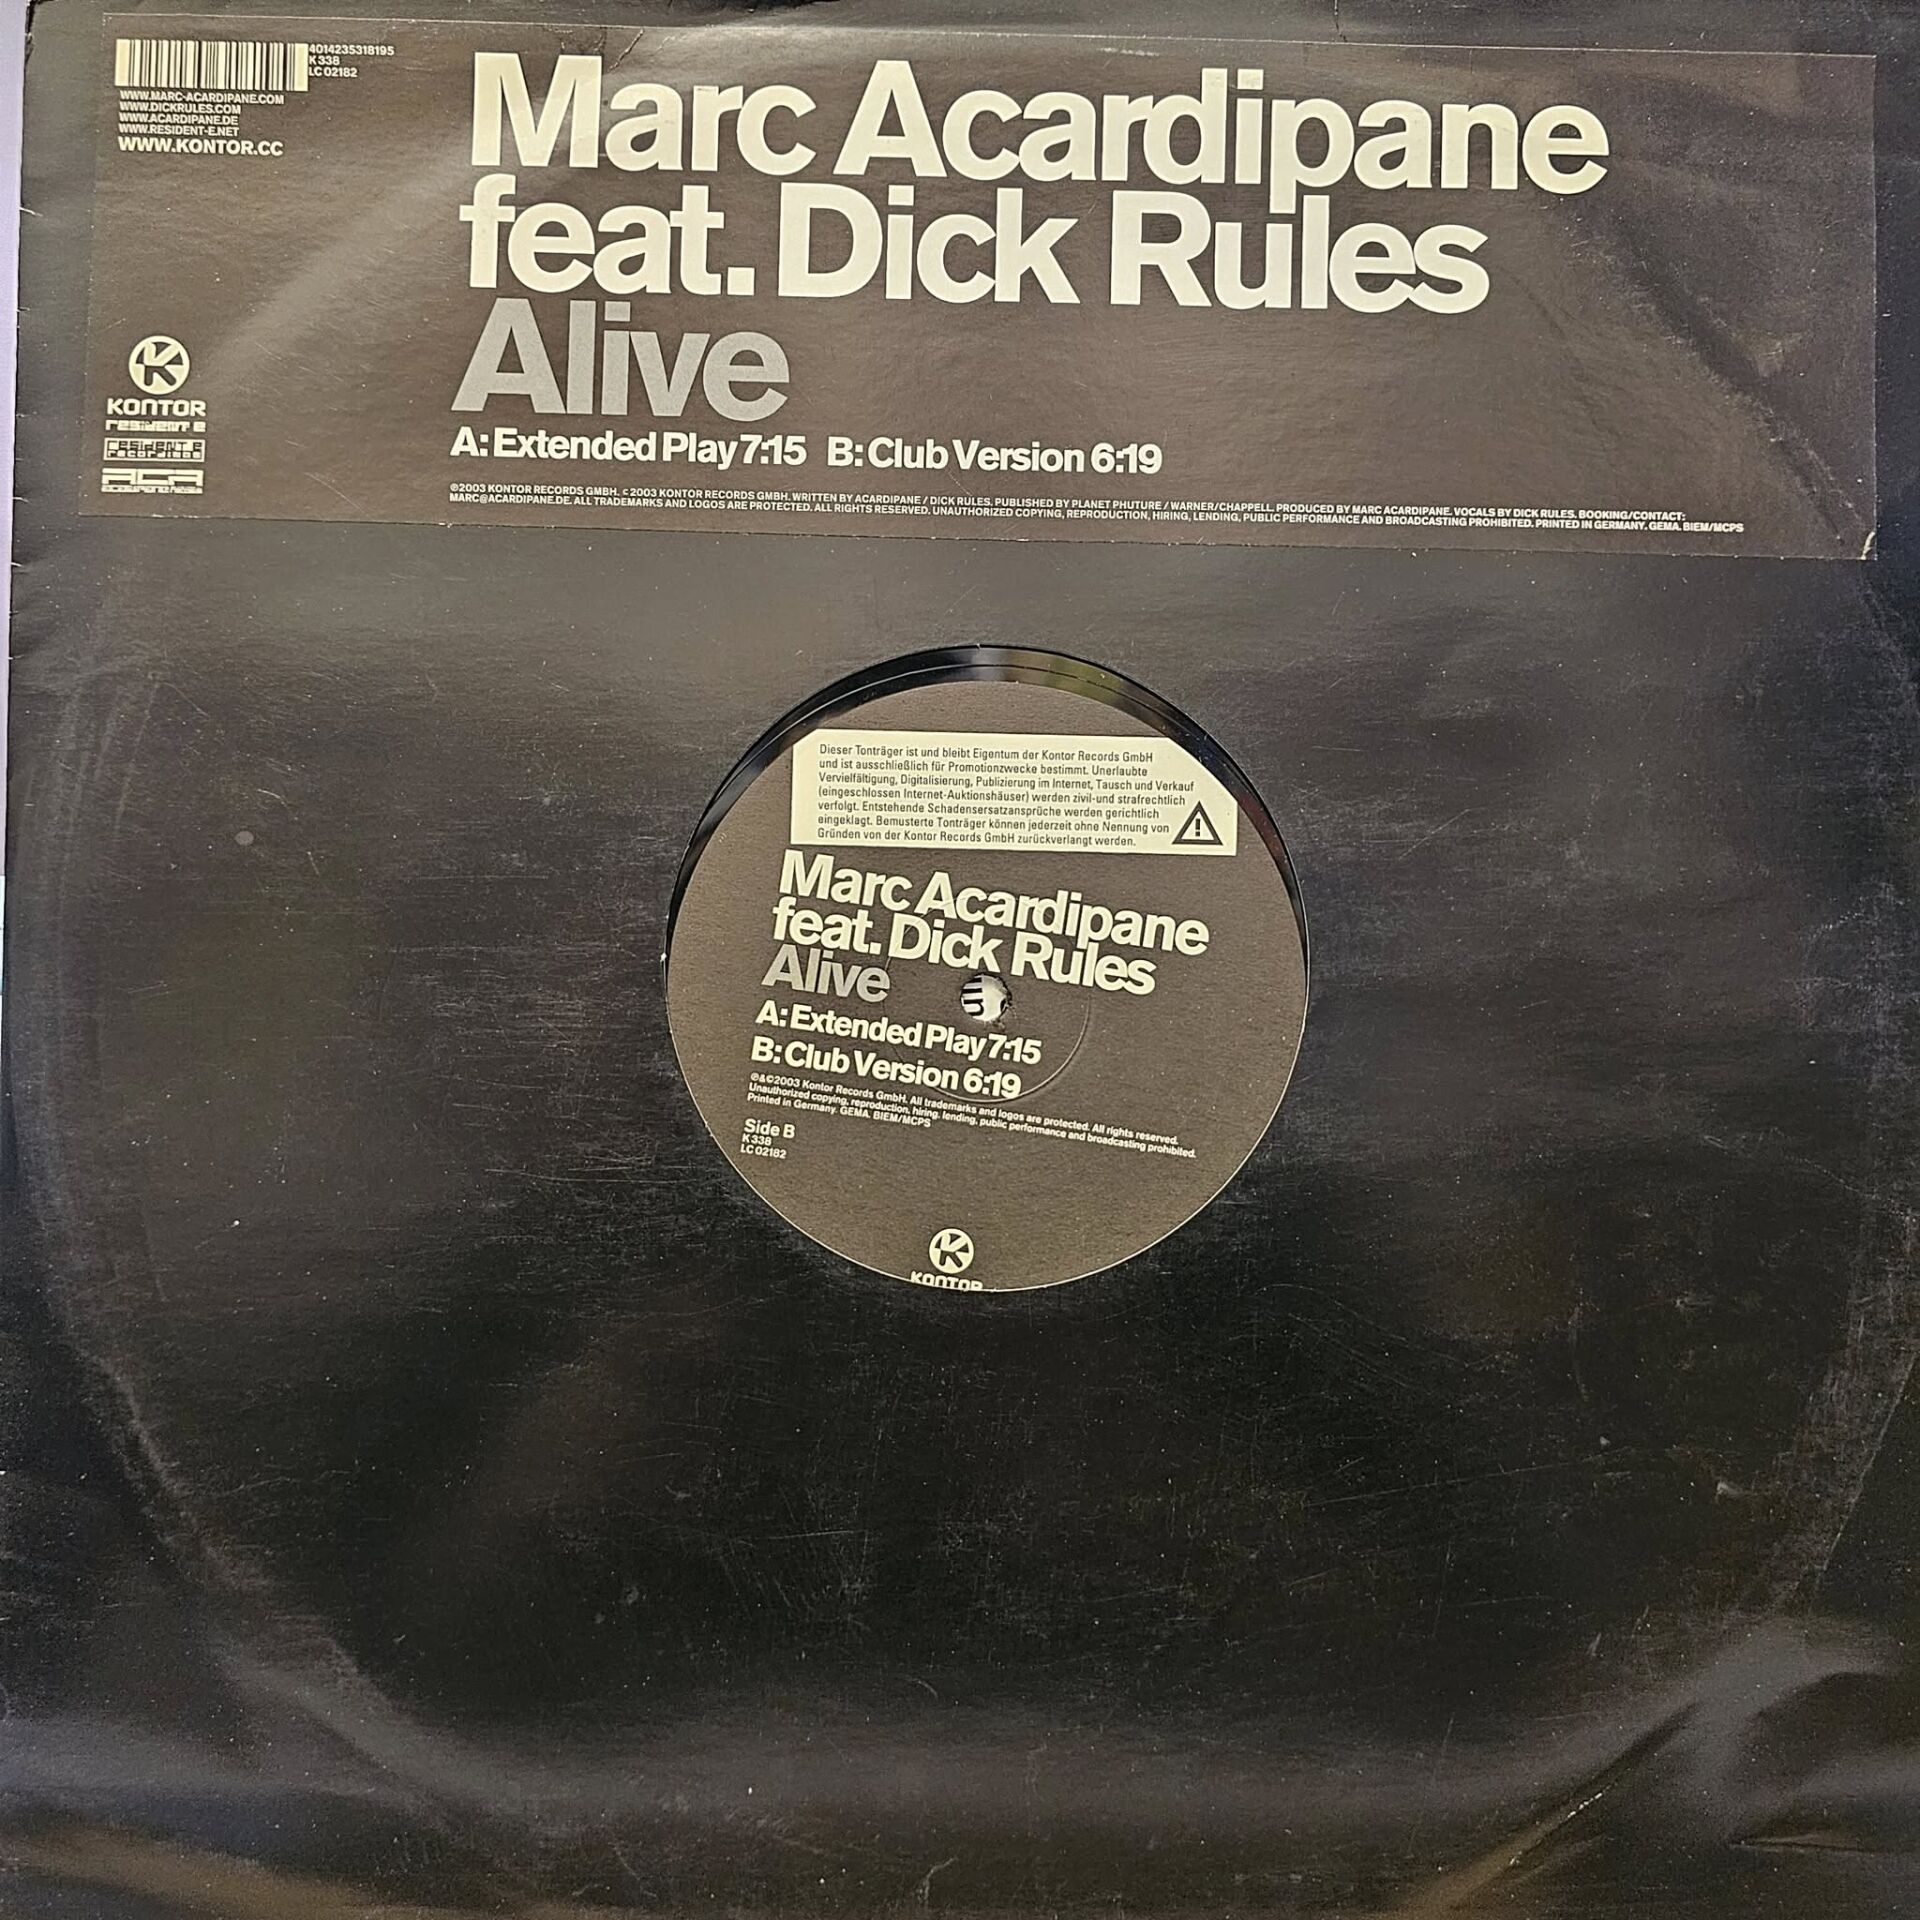 4014235318195
K 338
LC 02182
WWW.MARC-ACARDIPANE.COM
WWW.DICKRULES.COM
WWW.ACARDIPANE.DE
WWW.RESIDENT-E.NET
WWW.KONTOR.CC
Marc Acardipane
feat. Dick Rules
Alive
A: Extended Play 7:15 B: Club Version 6:19
KONTOR
resident e
resident e
recordings
ACA
℗2003 KONTOR RECORDS GMBH. ©2003 KONTOR RECORDS GMBH. WRITTEN BY ACARDIPANE / DICK RULES. PUBLISHED BY PLANET PHUTURE / WARNER/CHAPPELL. PRODUCED BY MARC ACARDIPANE. VOCALS BY DICK RULES. BOOKING/CONTACT:
MARC@ACARDIPANE.DE. ALL TRADEMARKS AND LOGOS ARE PROTECTED. ALL RIGHTS RESERVED. UNAUTHORIZED COPYING, REPRODUCTION, HIRING, LENDING, PUBLIC PERFORMANCE AND BROADCASTING PROHIBITED. PRINTED IN GERMANY. GEMA. BIEM/MCPS
Dieser Tonträger ist und bleibt Eigentum der Kontor Records GmbH
und ist ausschließlich für Promotionzwecke bestimmt. Unerlaubte
Vervielfältigung, Digitalisierung, Publizierung im Internet, Tausch und Verkauf
(eingeschlossen Internet-Auktionshäuser) werden zivil-und strafrechtlich
verfolgt. Entstehende Schadensersatzansprüche werden gerichtlich
eingeklagt. Bemusterte Tonträger können jederzeit ohne Nennung von
Gründen von der Kontor Records GmbH zurückverlangt werden.
Marc Acardipane
feat. Dick Rules
Alive
A: Extended Play 7:15
B: Club Version 6:19
℗&©2003 Kontor Records GmbH. All trademarks and logos are protected. All rights reserved.
Unauthorized copying, reproduction, hiring, lending, public performance and broadcasting prohibited.
Printed in Germany. GEMA. BIEM/MCPS
Side B
K 338
LC 02182
KONTOR